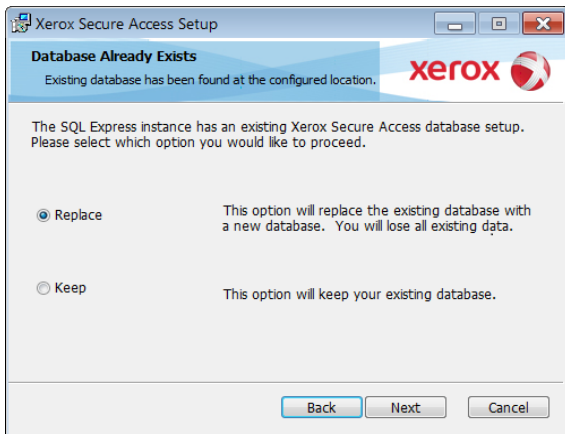 Xerox Secure Access Setup
Database Already Exists
Existing database has been found at the configured location.
xerox
The SQL Express instance has an existing Xerox Secure Access database setup.
Please select which option you would like to proceed.
Replace
This option will replace the existing database with
a new database. You will lose all existing data.
Keep
This option will keep your existing database.
Back
Next
Cancel